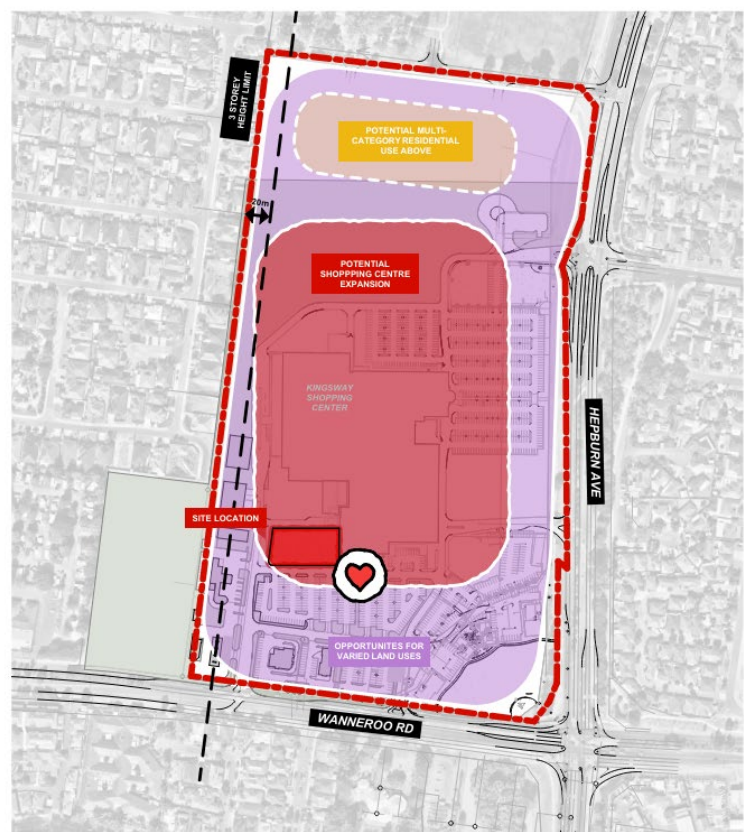 3 STOREY
HEIGHT LIMIT
POTENTIAL MULTI-
CATEGORY RESIDENTIAL
USE ABOVE
20m
POTENTIAL
SHOPPPING CENTRE
EXPANSION
KINGSWAY
SHOPPING
CENTER
HEPBURN AVE
SITE LOCATION
OPPORTUNITES FOR
VARIED LAND USES
WANNEROO RD